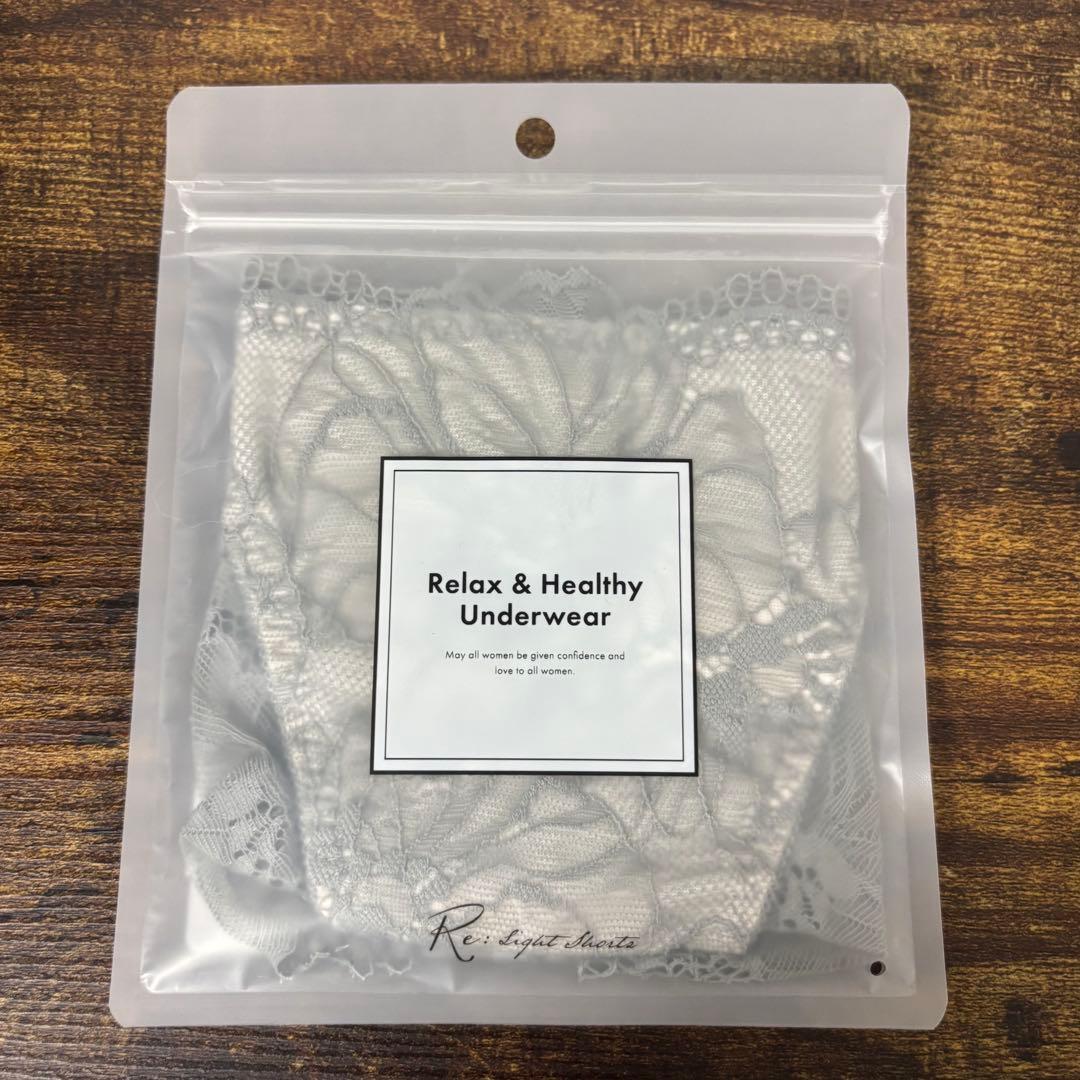 Relax & Healthy
Underwear
May all women be given confidence and
love to all women.
Re: Light Shorts